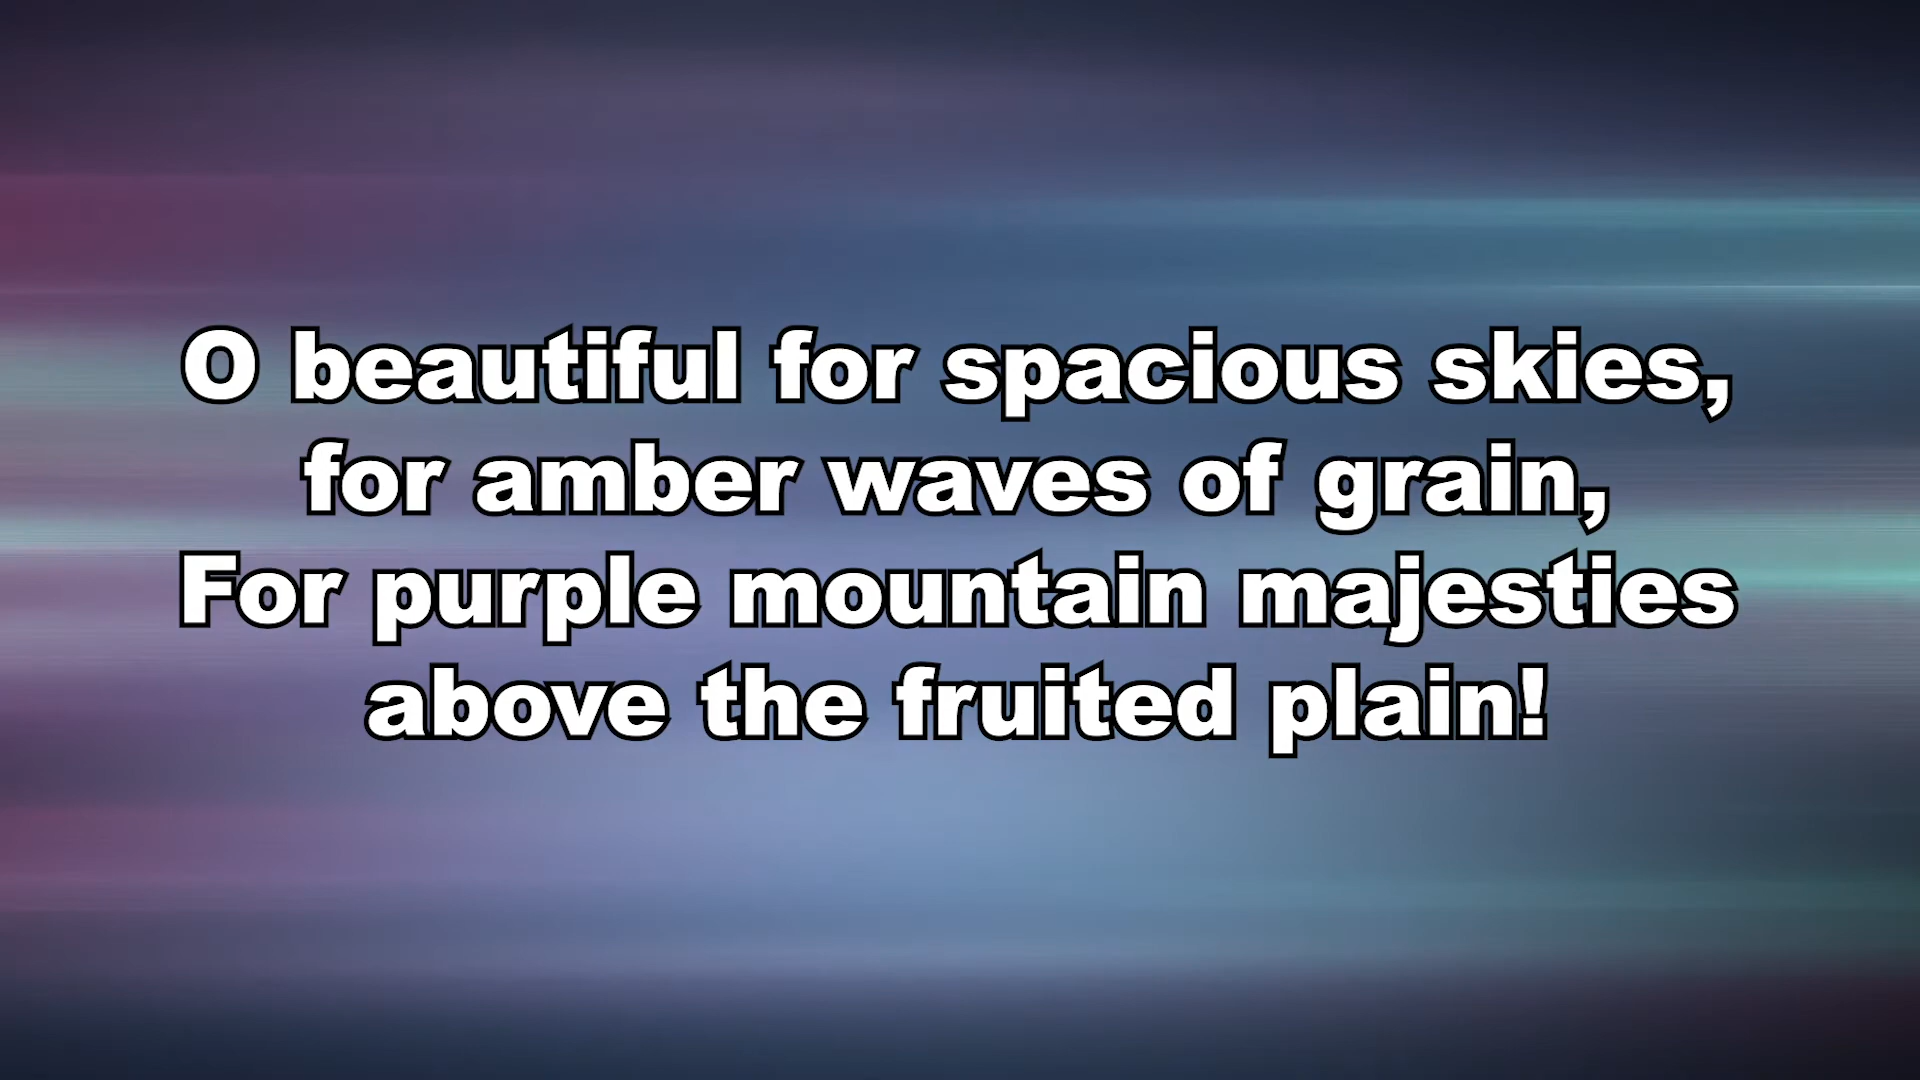 O beautiful for spacious skies,
for amber waves of grain,
For purple mountain majesties
above the fruited plain!